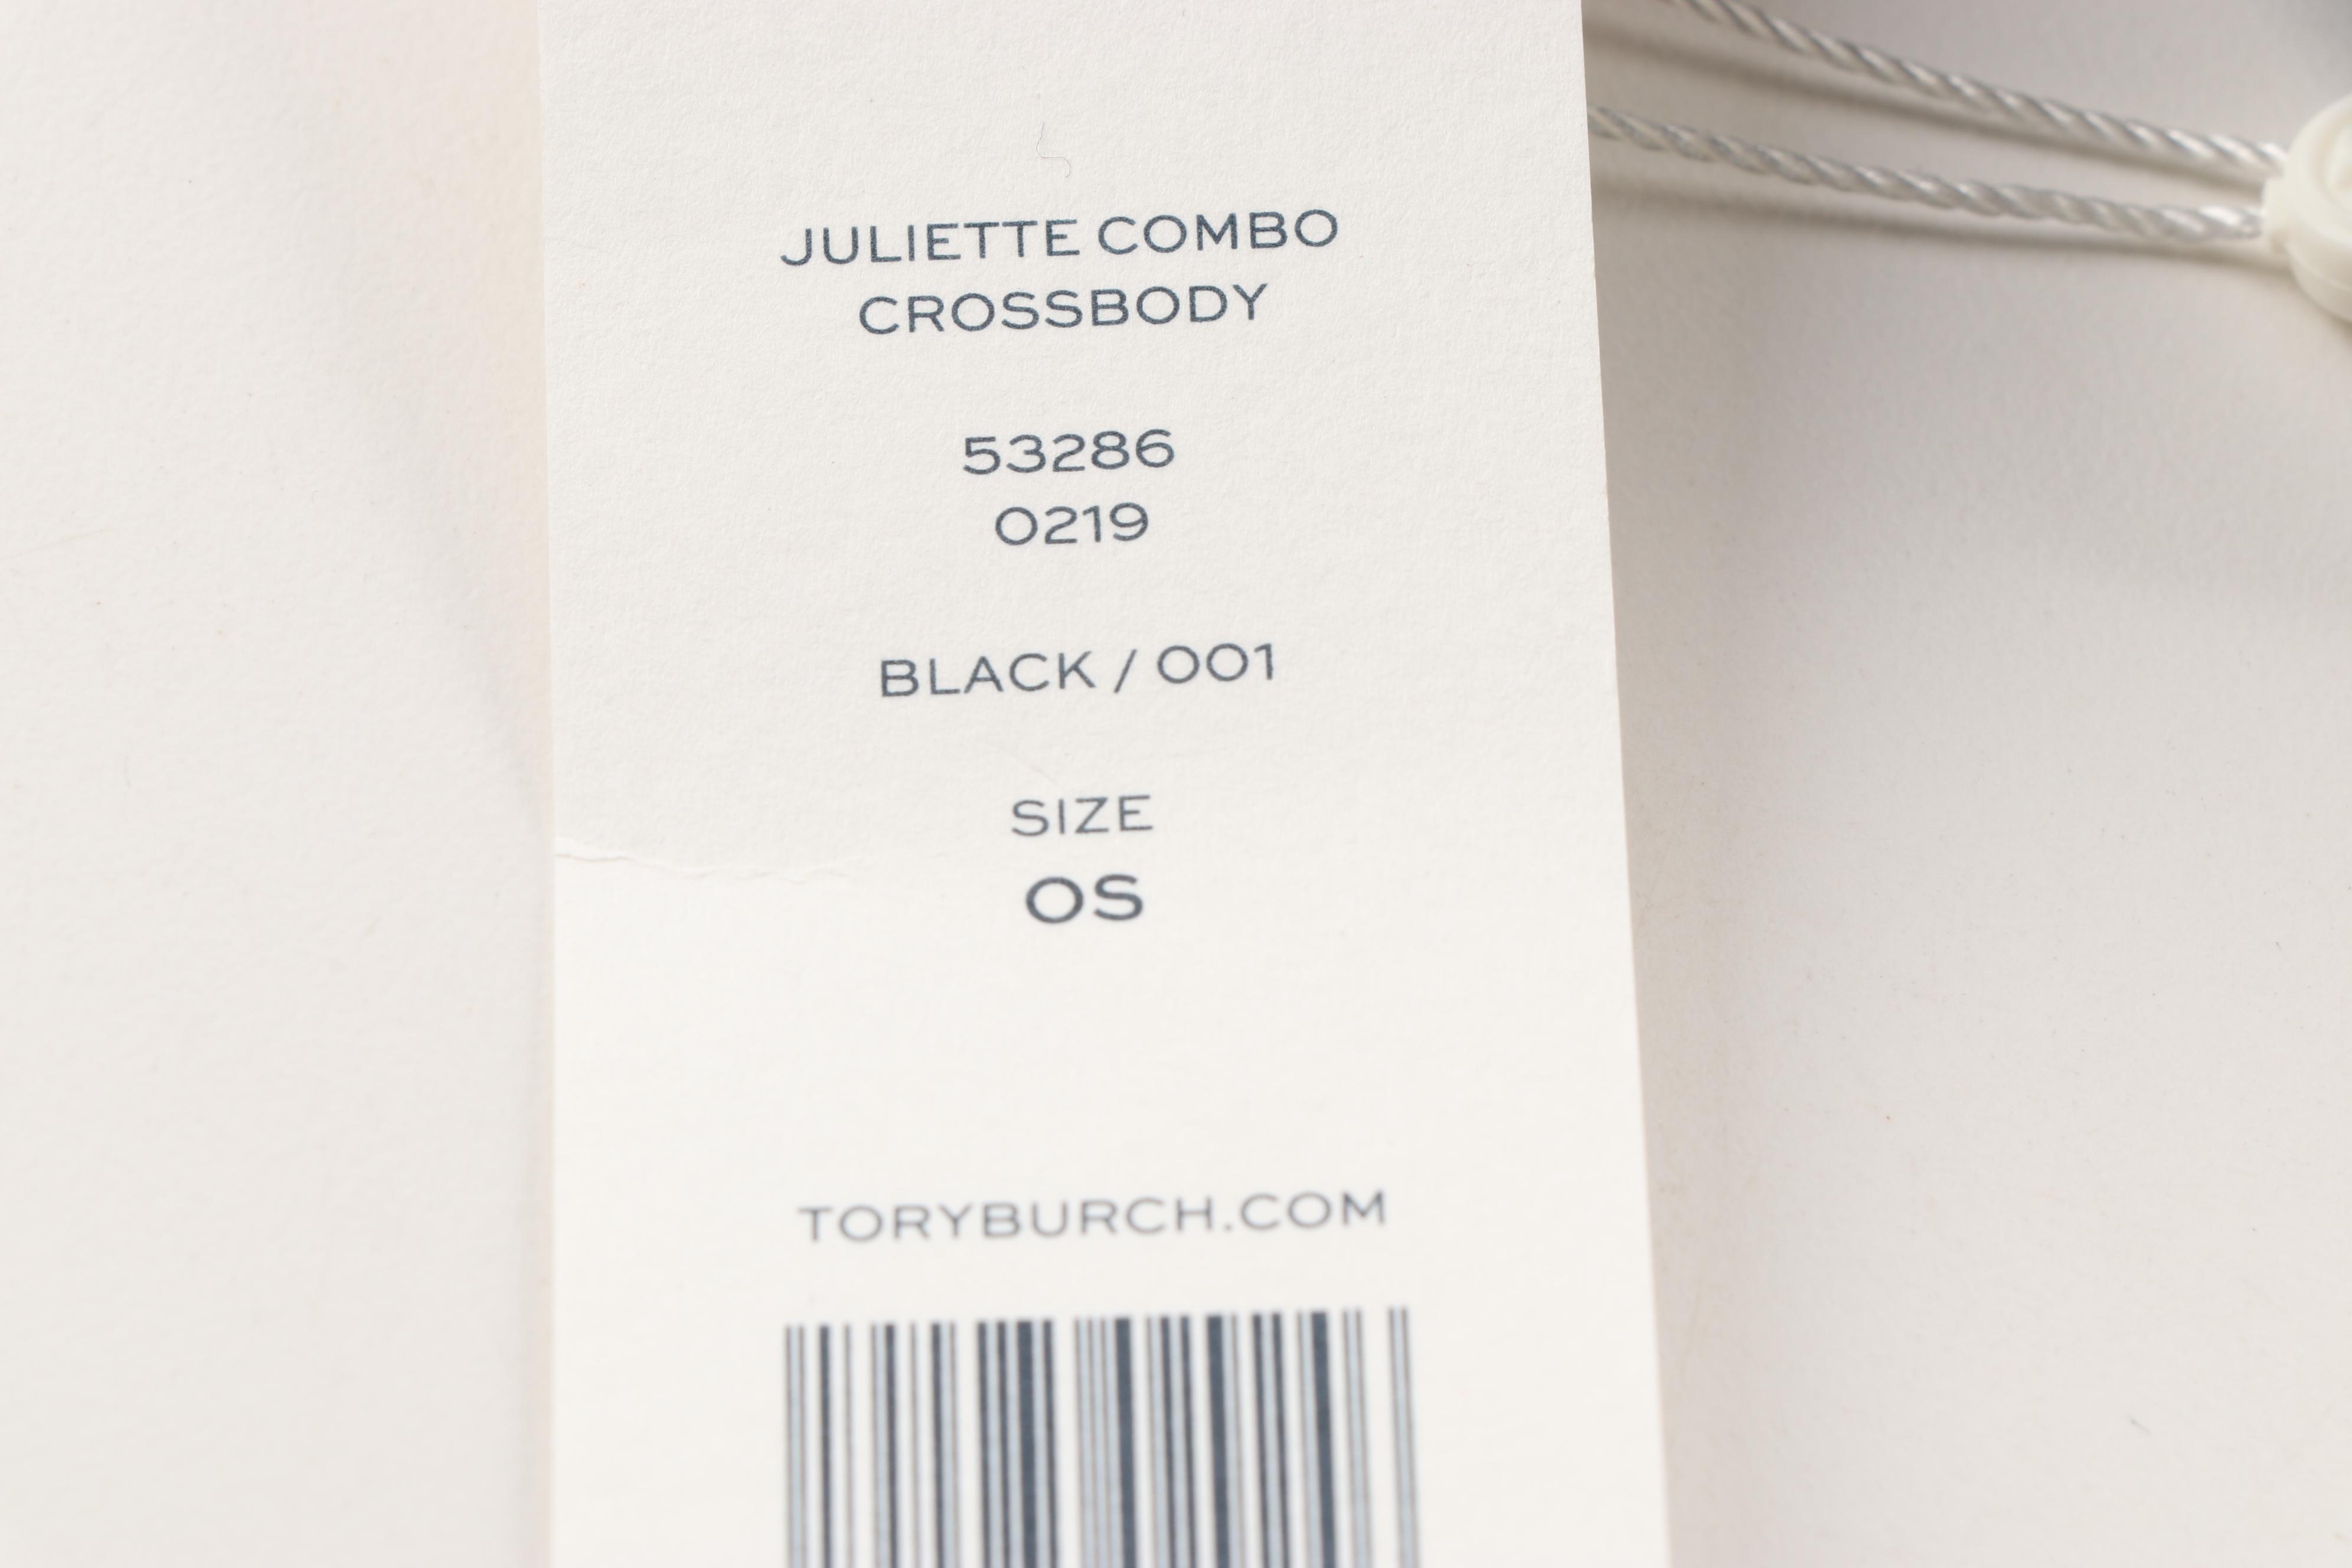 JULIETTE COMBO
CROSSBODY
53286
0219
BLACK / 001
SIZE
OS
TORYBURCH.COM